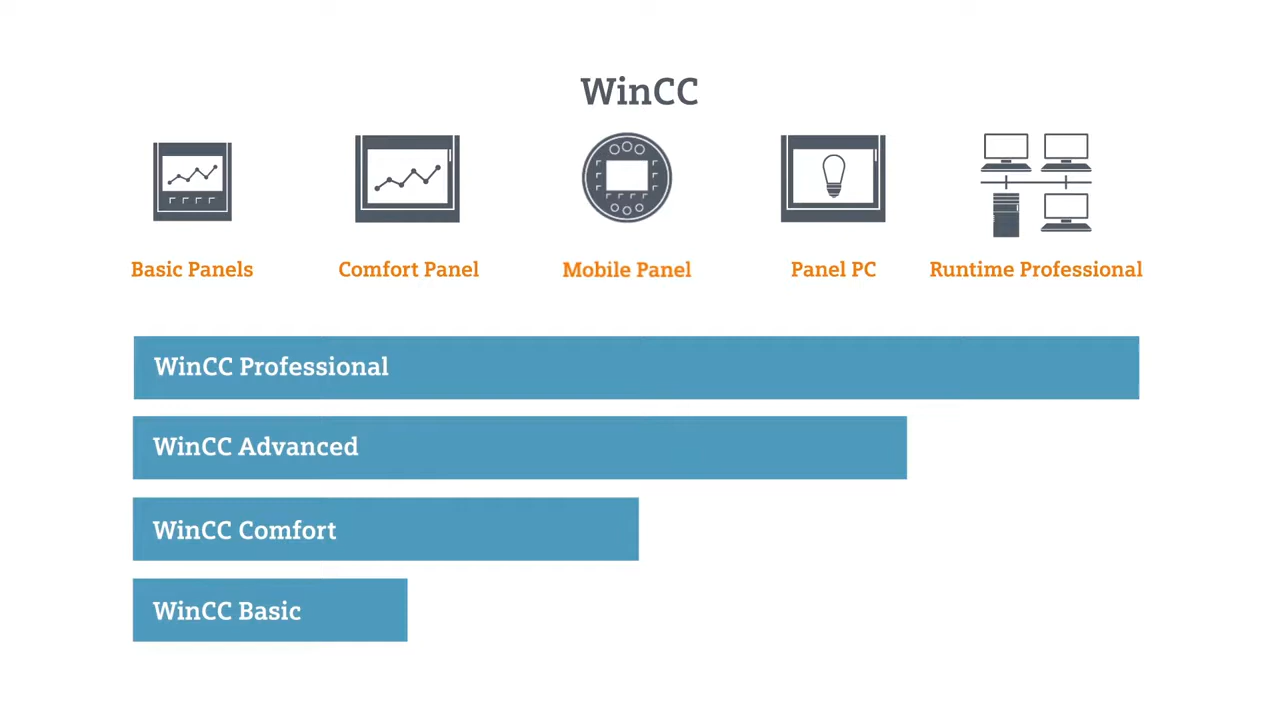 WinCC
Basic Panels
Comfort Panel
Mobile Panel
Panel PC
Runtime Professional
WinCC Professional
WinCC Advanced
WinCC Comfort
WinCC Basic